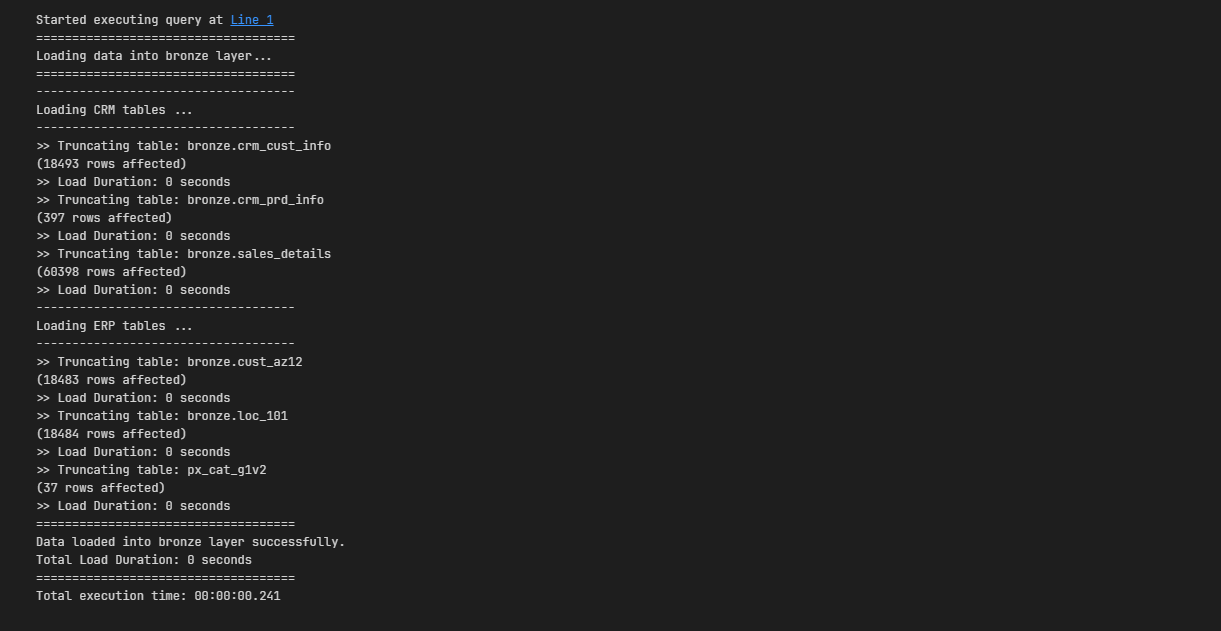 Started executing query at Line 1
====================================
Loading data into bronze layer...
====================================
------------------------------------
Loading CRM tables ...
------------------------------------
>> Truncating table: bronze.crm_cust_info
(18493 rows affected)
>> Load Duration: 0 seconds
>> Truncating table: bronze.crm_prd_info
(397 rows affected)
>> Load Duration: 0 seconds
>> Truncating table: bronze.sales_details
(60398 rows affected)
>> Load Duration: 0 seconds
------------------------------------
Loading ERP tables ...
------------------------------------
>> Truncating table: bronze.cust_az12
(18483 rows affected)
>> Load Duration: 0 seconds
>> Truncating table: bronze.loc_101
(18484 rows affected)
>> Load Duration: 0 seconds
>> Truncating table: px_cat_g1v2
(37 rows affected)
>> Load Duration: 0 seconds
====================================
Data loaded into bronze layer successfully.
Total Load Duration: 0 seconds
====================================
Total execution time: 00:00:00.241